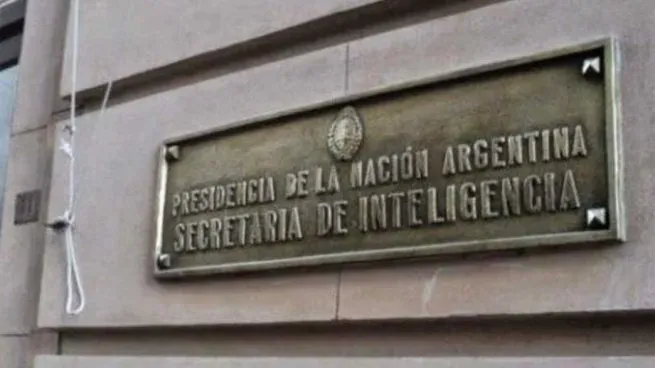 PRESIDENCIA DE LA NACIÓN ARGENTINA
SECRETARIA DE INTELIGENCIA